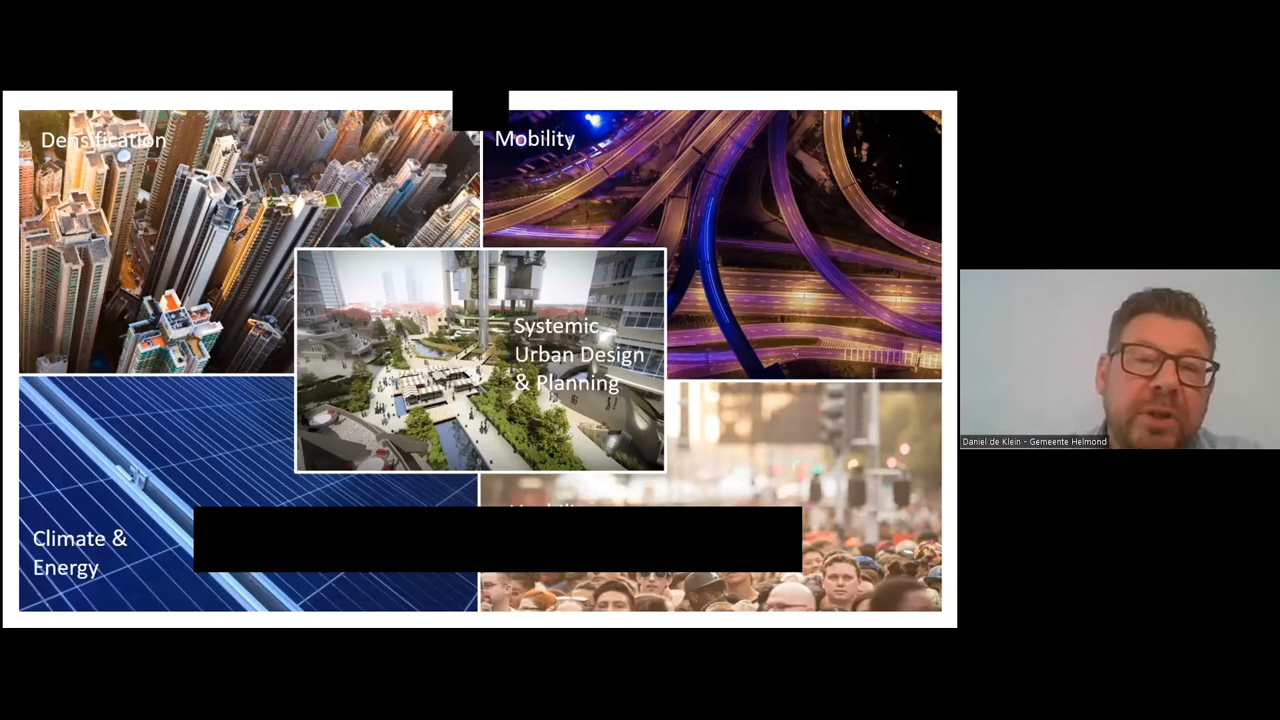 Densification
Mobility
Systemic
Urban Design
& Planning
Climate &
Energy
Daniel de Klein - Gemeente Helmond